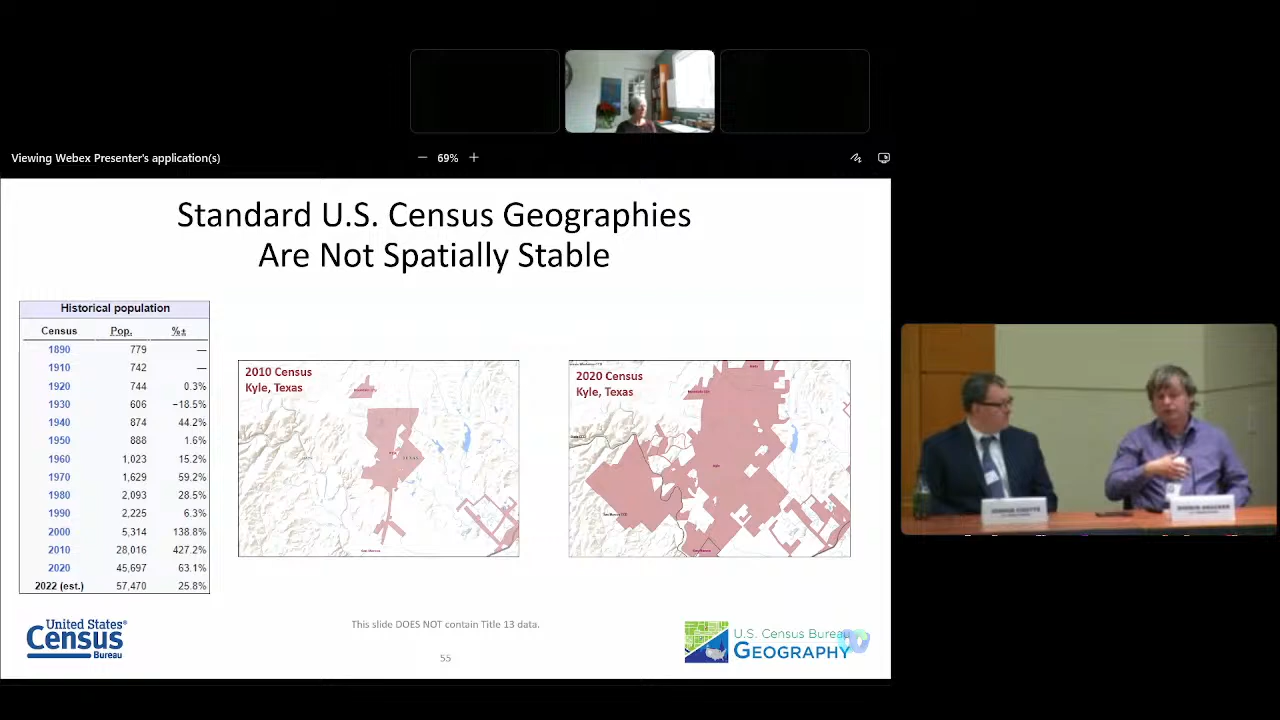 Viewing Webex Presenter's application(s)
69%
Standard U.S. Census Geographies
Are Not Spatially Stable
Historical population
Census Pop. %±
1890 779 —
1910 742 —
1920 744 0.3%
1930 606 −18.5%
1940 874 44.2%
1950 888 1.6%
1960 1,023 15.2%
1970 1,629 59.2%
1980 2,093 28.5%
1990 2,225 6.3%
2000 5,314 138.8%
2010 28,016 427.2%
2020 45,697 63.1%
2022 (est.) 57,470 25.8%
2010 Census
Kyle, Texas
2020 Census
Kyle, Texas
United States®
Census
Bureau
This slide DOES NOT contain Title 13 data.
55
U.S. Census Bureau
GEOGRAPHY